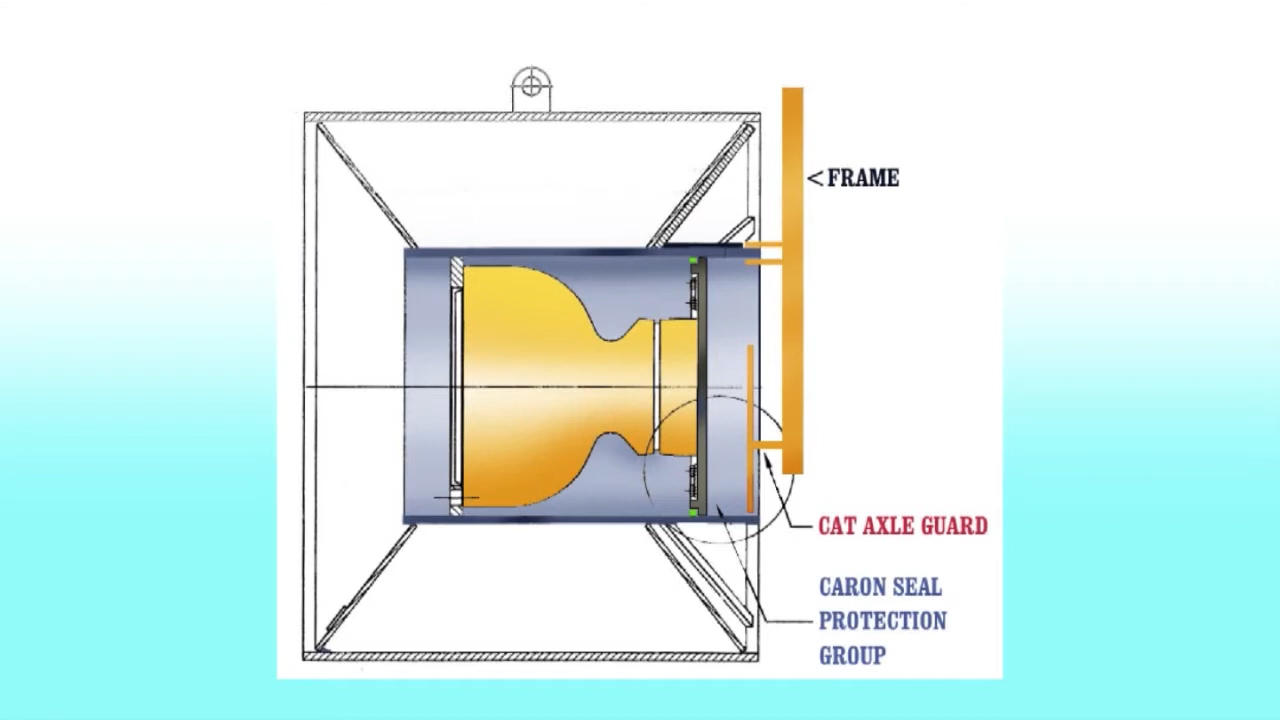 <FRAME
CAT AXLE GUARD
CARON SEAL
PROTECTION
GROUP